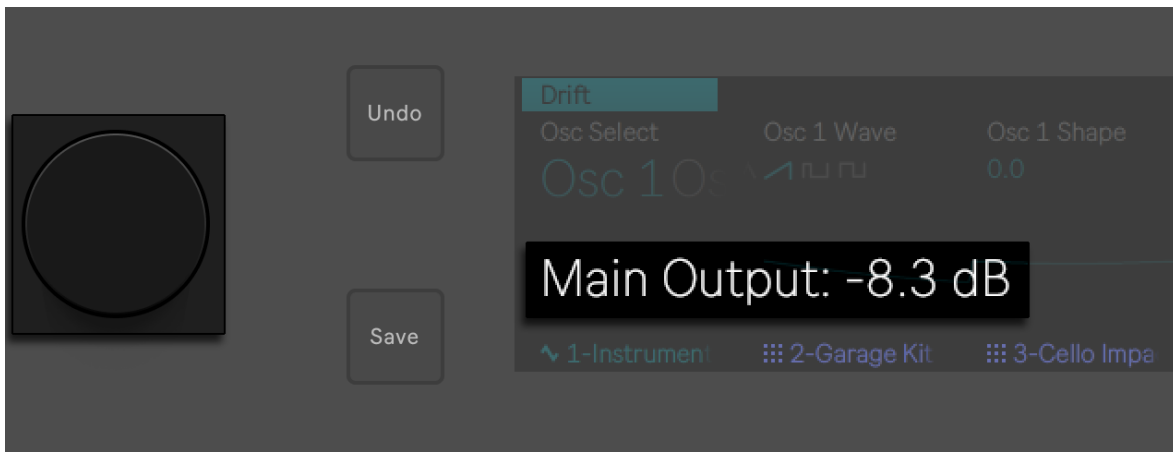 Undo
Drift
Osc Select
Osc 1 Wave
Osc 1 Shape
Osc 1
0.0
Main Output: -8.3 dB
Save
1-Instrument
2-Garage Kit
3-Cello Impa